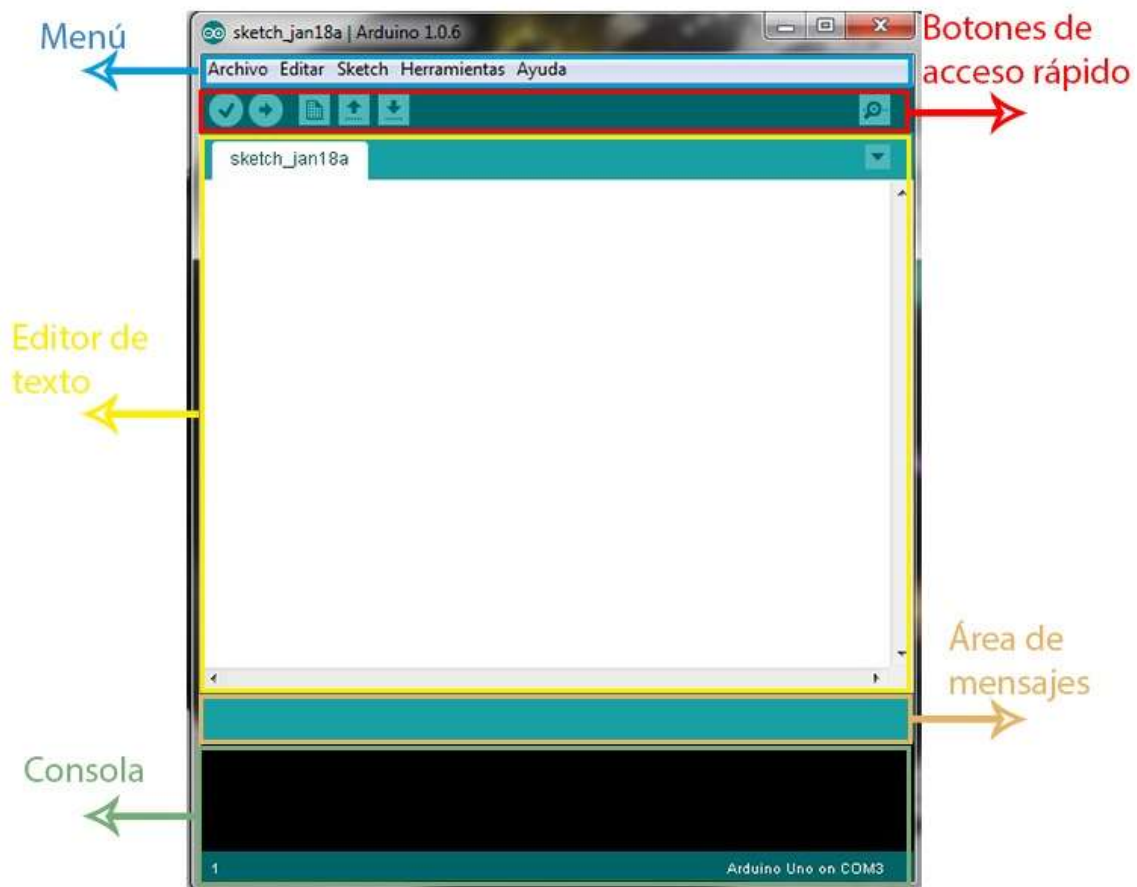 Menú
sketch_jan18a | Arduino 1.0.6
Botones de
acceso rápido
Archivo Editar Sketch Herramientas Ayuda
sketch_jan18a
Editor de
texto
Área de
mensajes
Consola
1
Arduino Uno on COM3